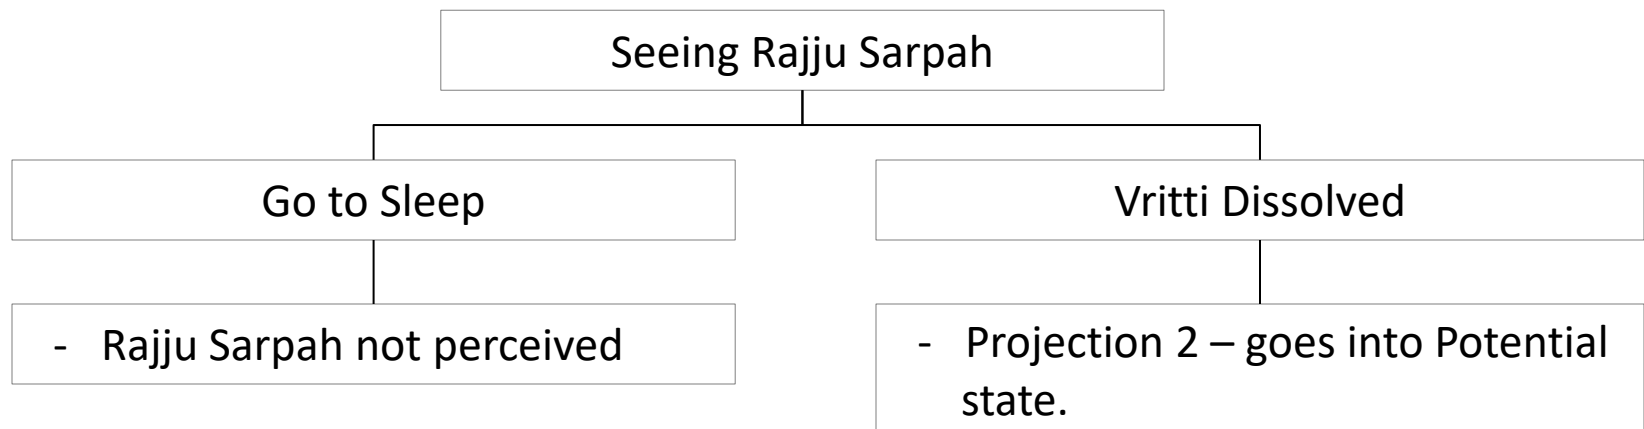 Seeing Rajju Sarpah
Go to Sleep
Vritti Dissolved
- Rajju Sarpah not perceived
- Projection 2 – goes into Potential
state.